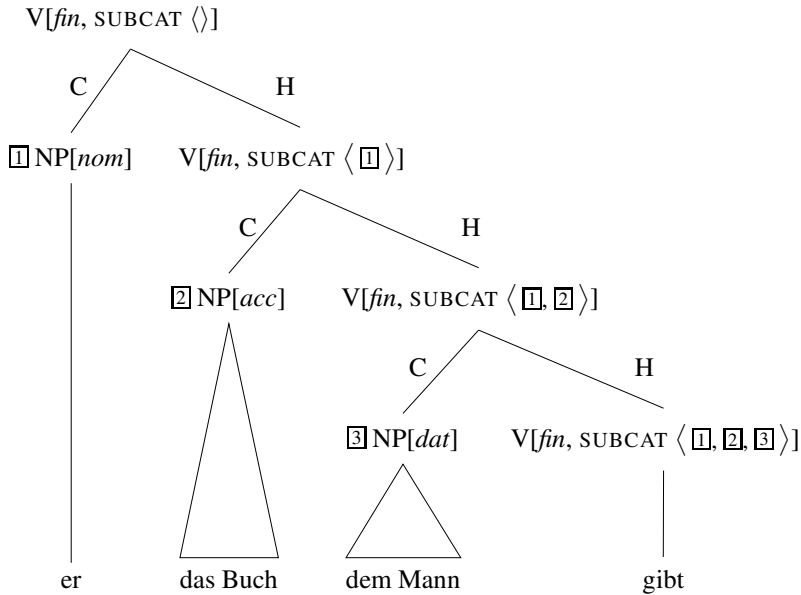 V[fin, SUBCAT ⟨⟩]
C H
1 NP[nom] V[fin, SUBCAT ⟨ 1 ⟩]
C H
2 NP[acc] V[fin, SUBCAT ⟨ 1, 2 ⟩]
C H
3 NP[dat] V[fin, SUBCAT ⟨ 1, 2, 3 ⟩]
er das Buch dem Mann gibt